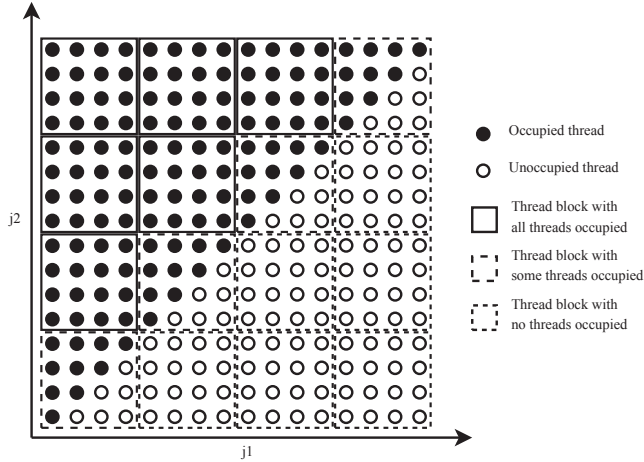 j2
j1
Occupied thread
Unoccupied thread
Thread block with
all threads occupied
Thread block with
some threads occupied
Thread block with
no threads occupied